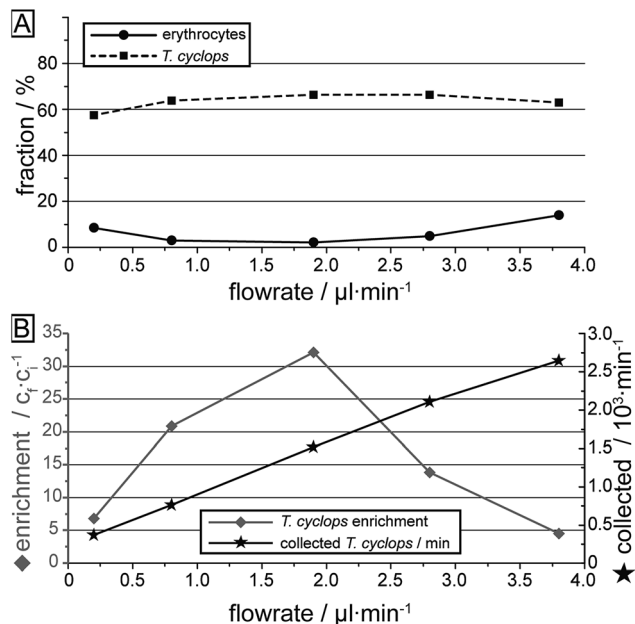 A
erythrocytes
T. cyclops
fraction / %
80
60
40
20
0
0 0.5 1.0 1.5 2.0 2.5 3.0 3.5 4.0
flowrate / µl·min-1
B
enrichment / cf·ci-1
35
30
25
20
15
10
5
0
T. cyclops enrichment
collected T. cyclops / min
3.0
2.5
2.0
1.5
1.0
0.5
0
collected / 10³·min-1
0 0.5 1.0 1.5 2.0 2.5 3.0 3.5 4.0
flowrate / µl·min-1